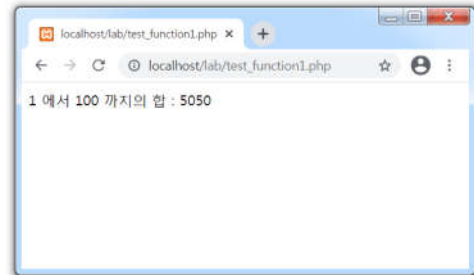 localhost/lab/test_function1.php
localhost/lab/test_function1.php
1 에서 100 까지의 합 : 5050